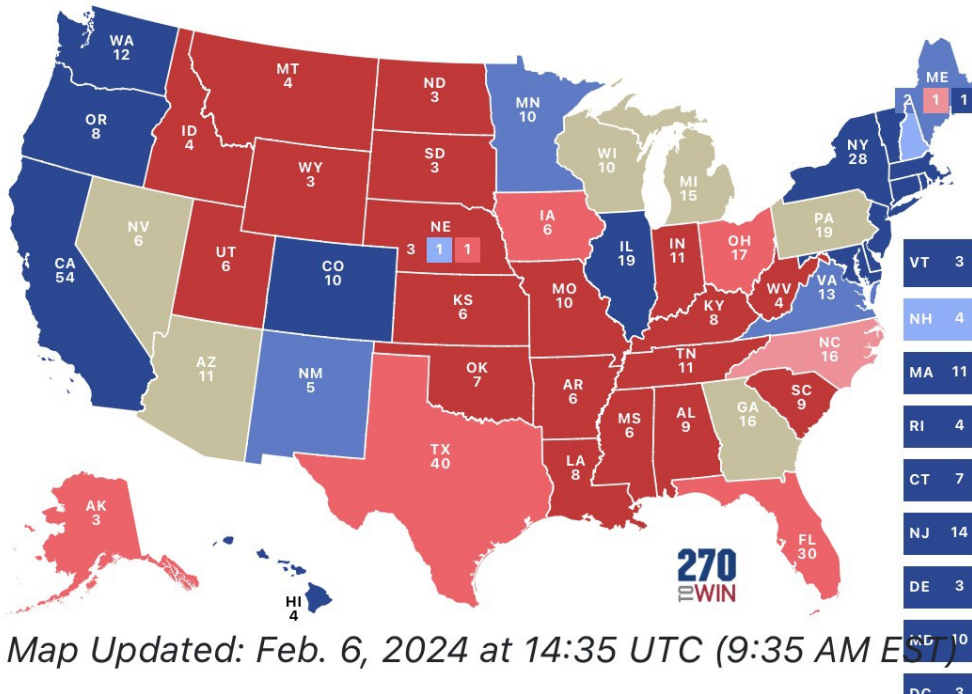 WA
12
OR
8
CA
54
NV
6
ID
4
MT
4
WY
3
UT
6
CO
10
AZ
11
NM
5
ND
3
SD
3
NE
3 1 1
KS
6
OK
7
TX
40
MN
10
IA
6
MO
10
AR
6
LA
8
WI
10
IL
19
MI
15
IN
11
OH
17
KY
8
TN
11
MS
6
AL
9
GA
16
FL
30
SC
9
NC
16
VA
13
WV
4
PA
19
NY
28
ME
2 1 1
AK
3
HI
4
VT 3
NH 4
MA 11
RI 4
CT 7
NJ 14
DE 3
MD 10
DC 3
270
TO WIN
Map Updated: Feb. 6, 2024 at 14:35 UTC (9:35 AM EST)